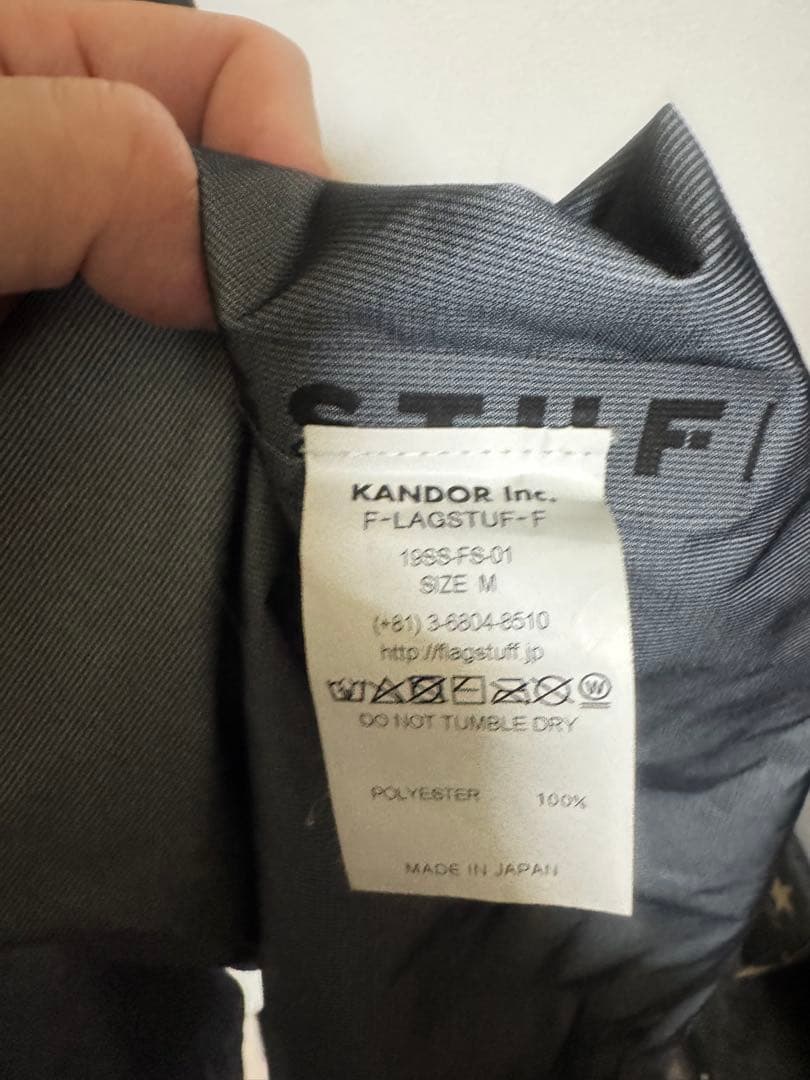 STUF
KANDOR Inc.
F-LAGSTUF-F
19SS-FS-01
SIZE M
(+81) 3-6804-8510
http://flagstuff.jp
DO NOT TUMBLE DRY
POLYESTER 100%
MADE IN JAPAN